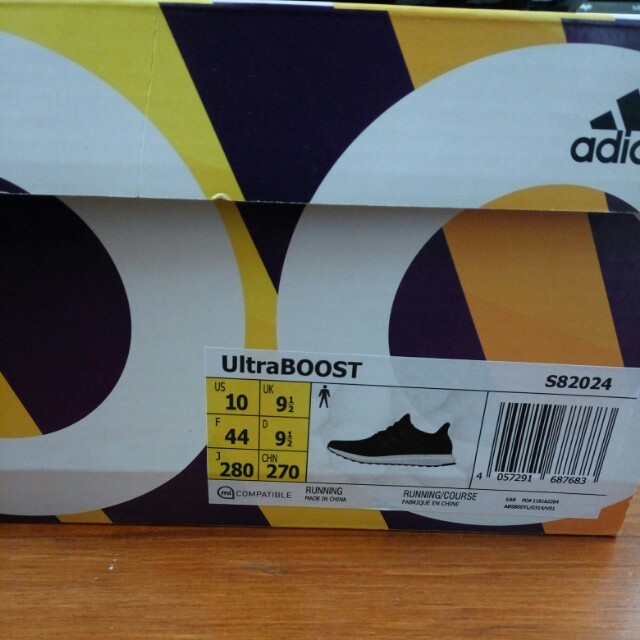 adid
UltraBOOST
S82024
US 10 UK 9½
F 44 D 9½
J 280 CHN 270
mi COMPATIBLE
RUNNING
MADE IN CHINA
RUNNING/COURSE
FABRIQUÉ EN CHINE
4 057291 687683